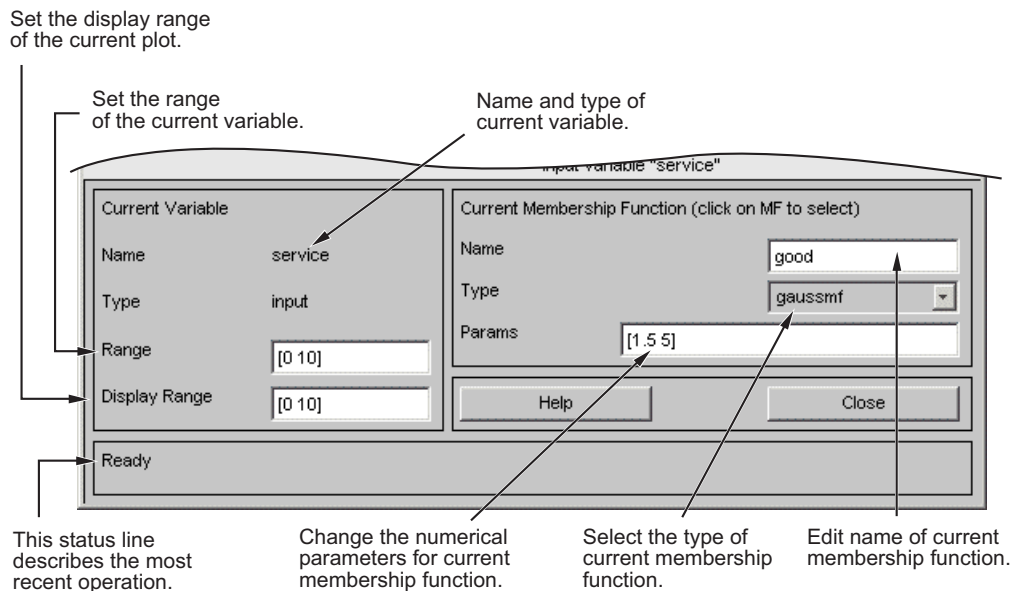 Set the display range
of the current plot.
Set the range
of the current variable.
Name and type of
current variable.
input variable "service"
Current Variable
Name service
Type input
Range [0 10]
Display Range [0 10]
Current Membership Function (click on MF to select)
Name good
Type gaussmf
Params [1.5 5]
Help Close
Ready
This status line
describes the most
recent operation.
Change the numerical
parameters for current
membership function.
Select the type of
current membership
function.
Edit name of current
membership function.